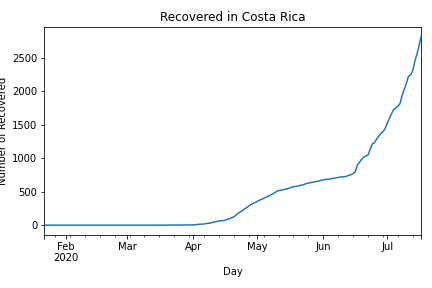 Recovered in Costa Rica
Number of Recovered
2500
2000
1500
1000
500
0
Feb
2020
Mar
Apr
May
Jun
Jul
Day